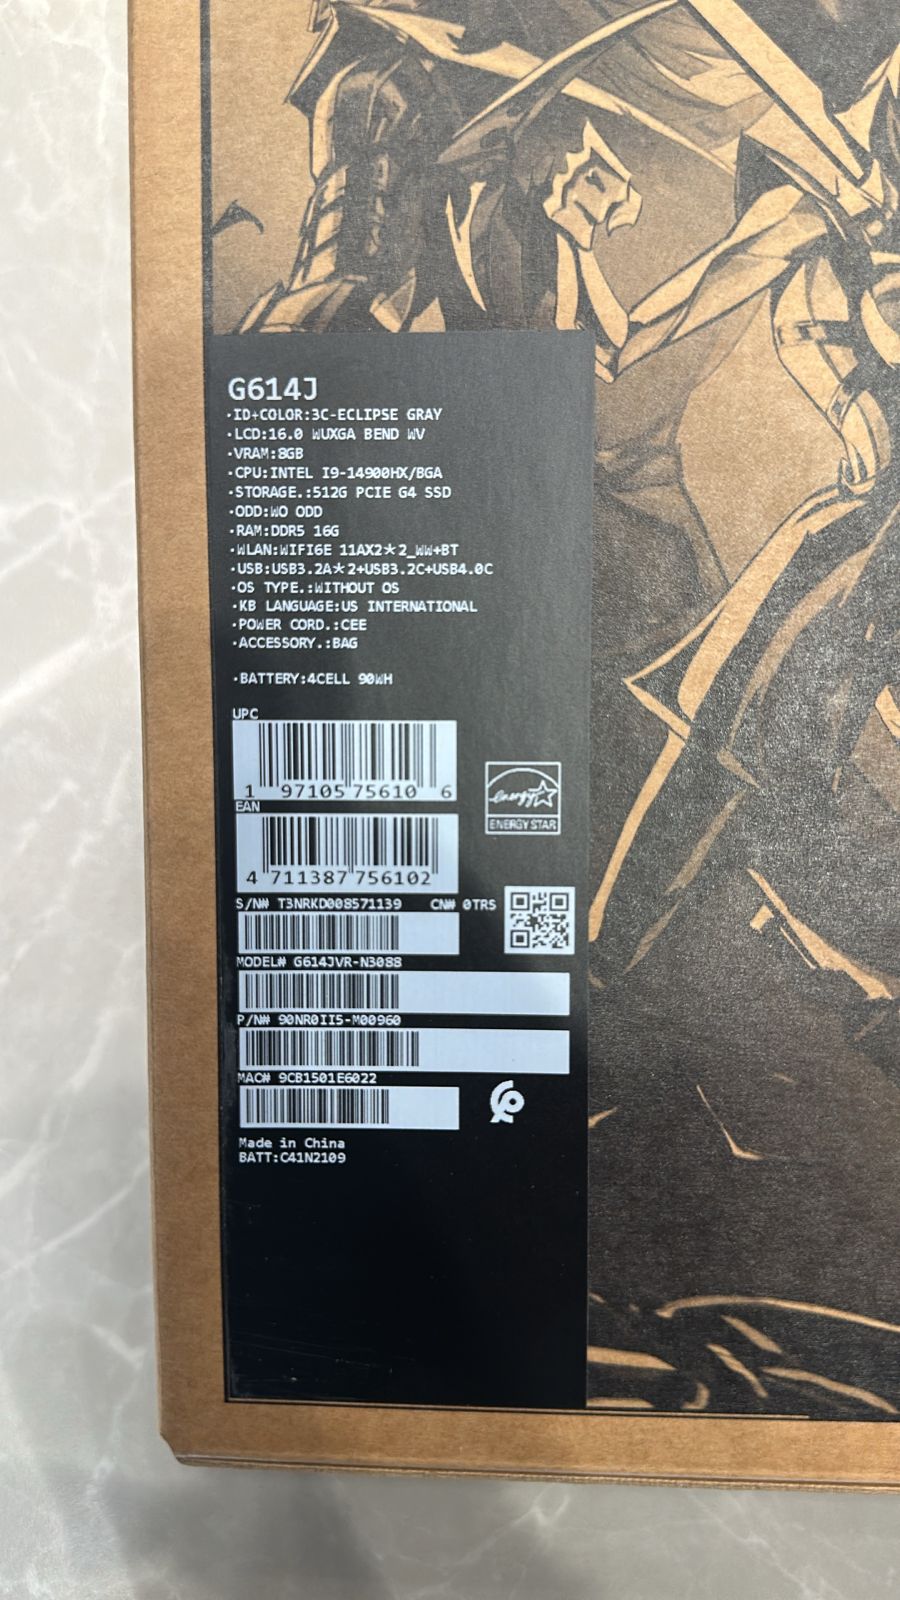 G614J
·ID+COLOR:3C-ECLIPSE GRAY
·LCD:16.0 WUXGA BEND WV
·VRAM:8GB
·CPU:INTEL I9-14900HX/BGA
·STORAGE.:512G PCIE G4 SSD
·ODD:WO ODD
·RAM:DDR5 16G
·WLAN:WIFI6E 11AX2*2_WW+BT
·USB:USB3.2A*2+USB3.2C+USB4.0C
·OS TYPE.:WITHOUT OS
·KB LANGUAGE:US INTERNATIONAL
·POWER CORD.:CEE
·ACCESSORY.:BAG
·BATTERY:4CELL 90WH
UPC
1 97105 75610 6
energy
ENERGY STAR
EAN
4 711387 756102
S/N# T3NRKD008571139 CN# 0TRS
MODEL# G614JVR-N3088
P/N# 90NR0II5-M00960
MAC# 9CB1501E6022
Made in China
BATT:C41N2109